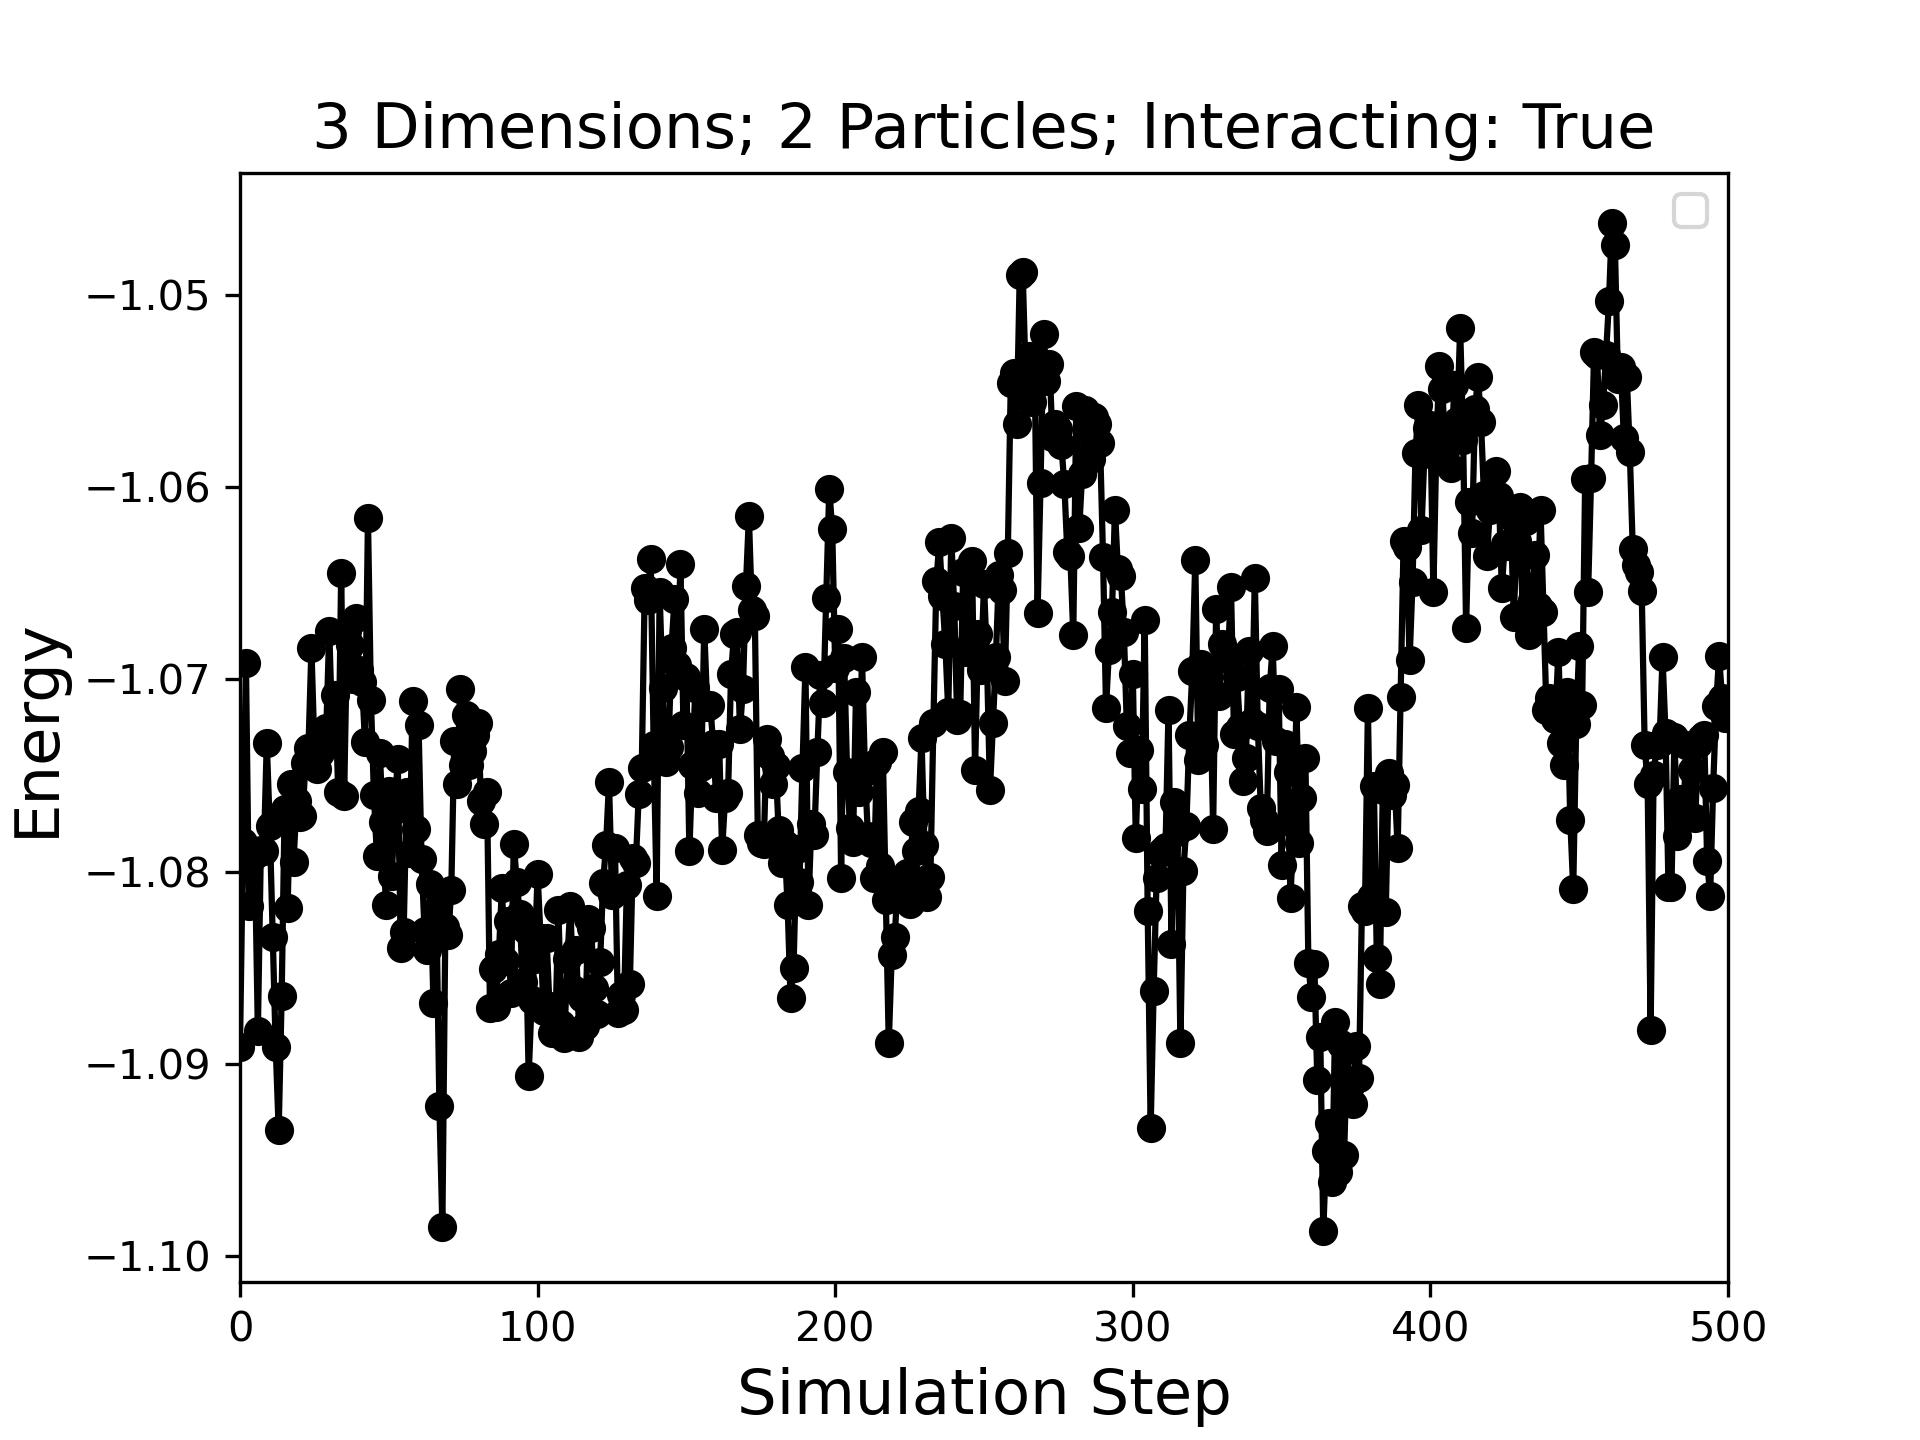 3 Dimensions; 2 Particles; Interacting: True
Energy
−1.05
−1.06
−1.07
−1.08
−1.09
−1.10
0 100 200 300 400 500
Simulation Step